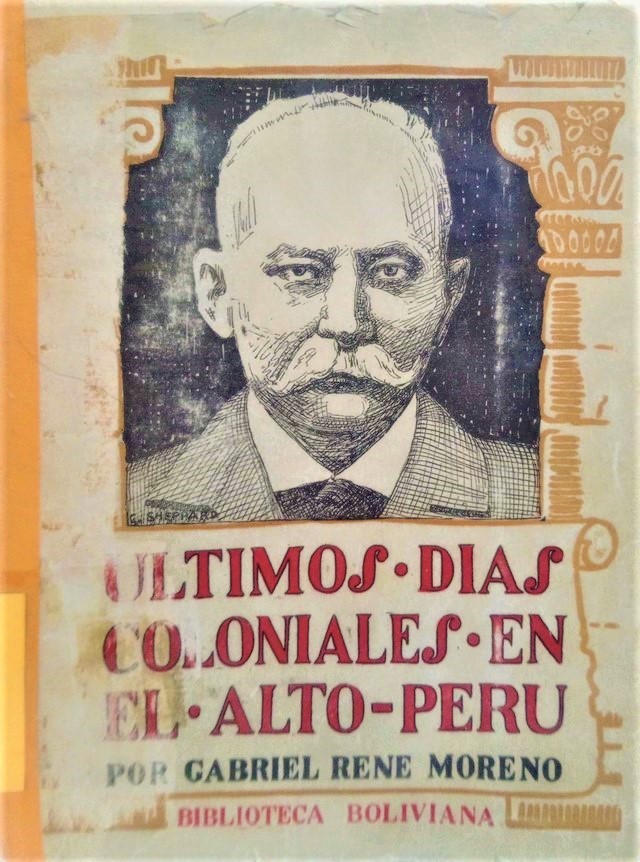 G. SHEPHARD
ULTIMOS·DIAS
COLONIALES·EN
EL·ALTO-PERU
POR GABRIEL RENE MORENO
BIBLIOTECA BOLIVIANA